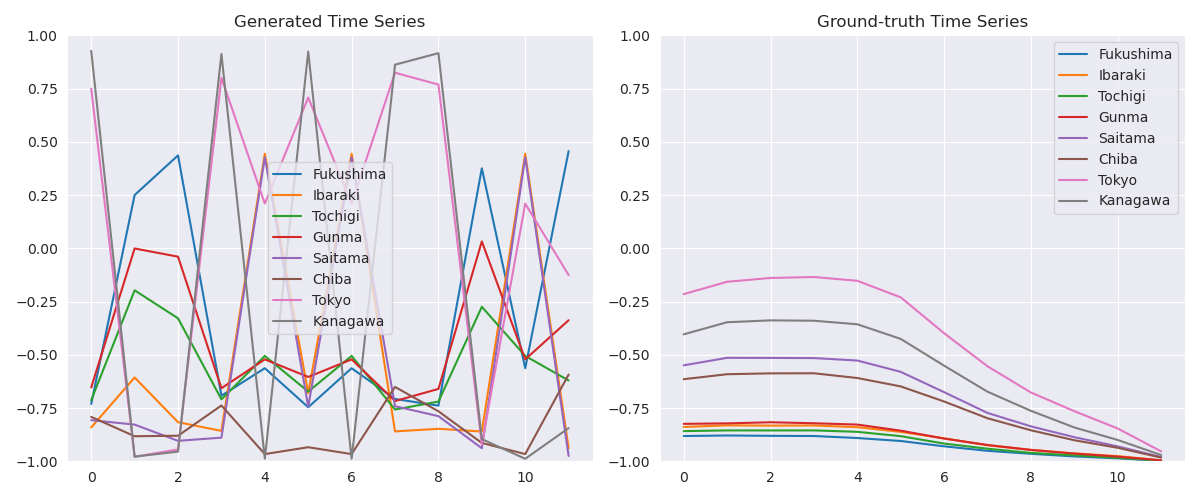 Generated Time Series
1.00
0.75
0.50
0.25
0.00
−0.25
−0.50
−0.75
−1.00
0 2 4 6 8 10
Fukushima
Ibaraki
Tochigi
Gunma
Saitama
Chiba
Tokyo
Kanagawa
Ground-truth Time Series
1.00
0.75
0.50
0.25
0.00
−0.25
−0.50
−0.75
−1.00
0 2 4 6 8 10
Fukushima
Ibaraki
Tochigi
Gunma
Saitama
Chiba
Tokyo
Kanagawa